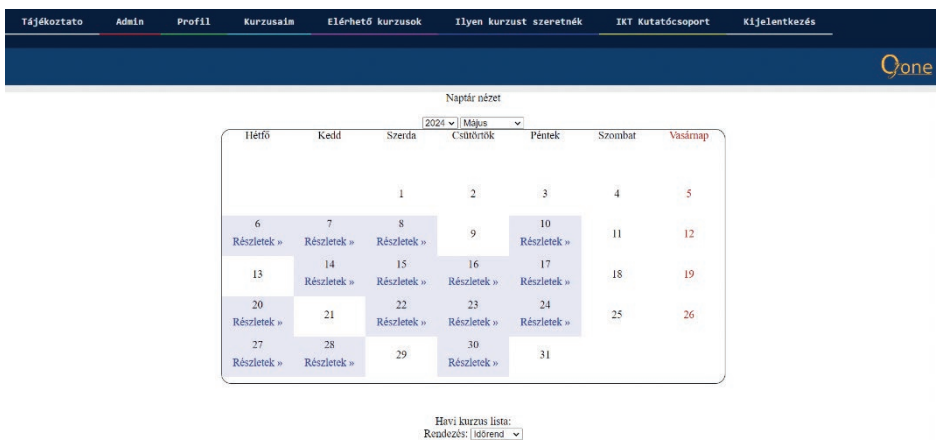 Tájékoztato Admin Profil Kurzusaim Elérhető kurzusok Ilyen kurzust szeretnék IKT Kutatócsoport Kijelentkezés
Qone
Naptár nézet
2024 Május
Hétfő Kedd Szerda Csütörtök Péntek Szombat Vasárnap
1 2 3 4 5
6 7 8 9 10 11 12
Részletek » Részletek » Részletek » Részletek »
13 14 15 16 17 18 19
Részletek » Részletek » Részletek » Részletek »
20 21 22 23 24 25 26
Részletek » Részletek » Részletek » Részletek »
27 28 29 30 31
Részletek » Részletek » Részletek »
Havi kurzus lista:
Rendezés: Időrend